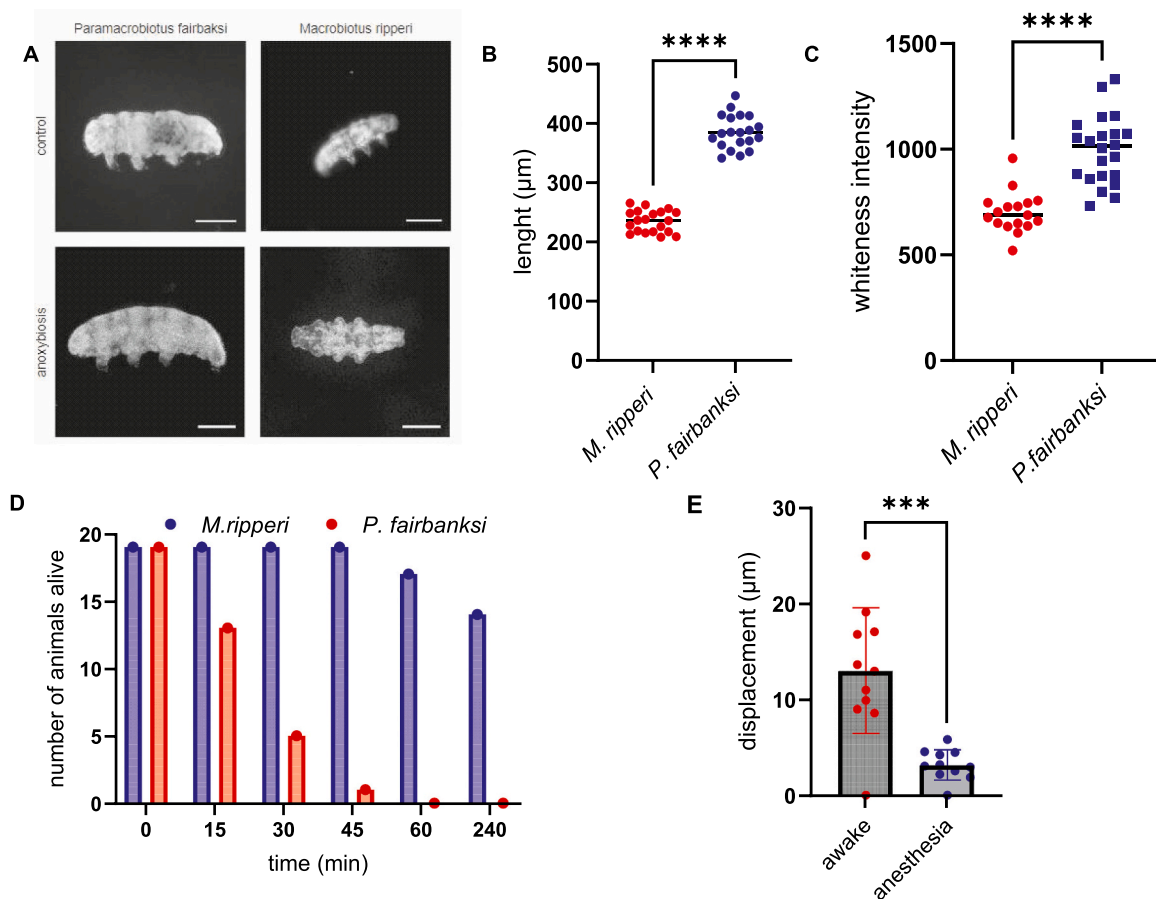 Paramacrobiotus fairbaksi
Macrobiotus ripperi
A
control
anoxybiosis
B
****
lenght (µm)
500
400
300
200
100
0
M. ripperi
P. fairbanksi
C
****
whiteness intensity
1500
1000
500
0
M. ripperi
P.fairbanksi
D
M.ripperi
P. fairbanksi
number of animals alive
20
15
10
5
0
0 15 30 45 60 240
time (min)
E
***
displacement (µm)
30
20
10
0
awake
anesthesia